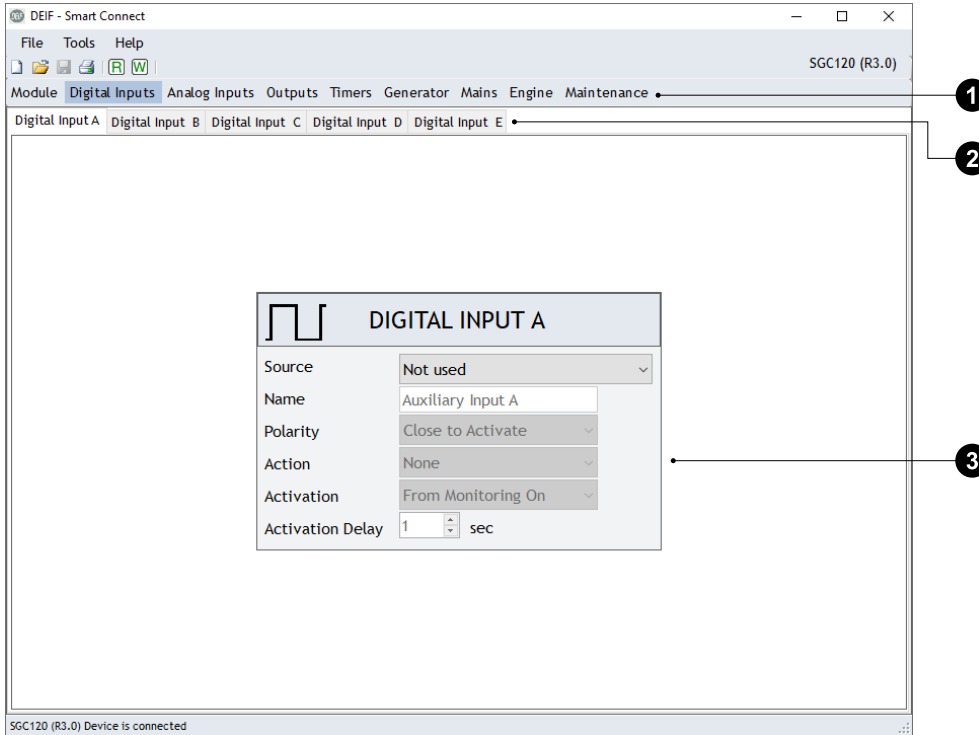 DEIF - Smart Connect
File Tools Help
R W
SGC120 (R3.0)
Module Digital Inputs Analog Inputs Outputs Timers Generator Mains Engine Maintenance
1
Digital Input A Digital Input B Digital Input C Digital Input D Digital Input E
2
DIGITAL INPUT A
Source Not used
Name Auxiliary Input A
Polarity Close to Activate
Action None
3
Activation From Monitoring On
Activation Delay 1 sec
SGC120 (R3.0) Device is connected